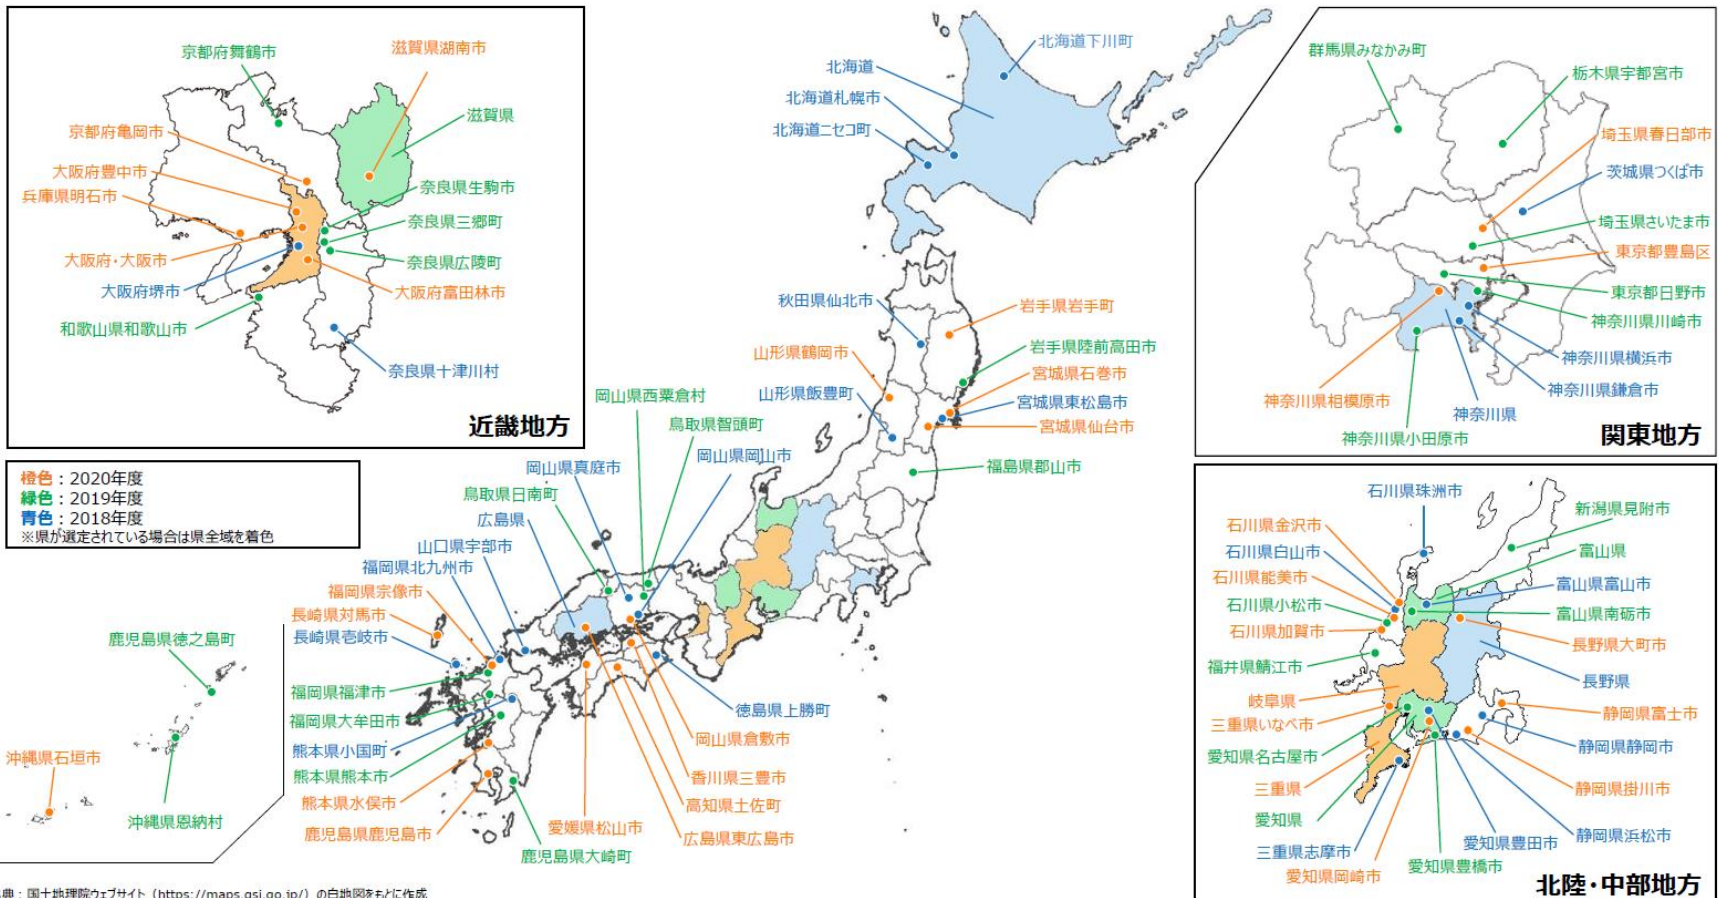 京都府舞鶴市
滋賀県湖南市
滋賀県
京都府亀岡市
大阪府豊中市
兵庫県明石市
奈良県生駒市
奈良県三郷町
大阪府・大阪市
奈良県広陵町
大阪府堺市
大阪府富田林市
和歌山県和歌山市
奈良県十津川村
近畿地方
橙色:2020年度
緑色:2019年度
青色:2018年度
※県が選定されている場合は県全域を着色
北海道下川町
北海道
北海道札幌市
北海道ニセコ町
秋田県仙北市
岩手県岩手町
山形県鶴岡市
岩手県陸前高田市
宮城県石巻市
山形県飯豊町
宮城県東松島市
宮城県仙台市
福島県郡山市
岡山県西粟倉村
鳥取県智頭町
岡山県岡山市
岡山県真庭市
鳥取県日南町
広島県
山口県宇部市
福岡県北九州市
福岡県宗像市
長崎県対馬市
長崎県壱岐市
福岡県福津市
福岡県大牟田市
熊本県小国町
熊本県熊本市
熊本県水俣市
鹿児島県鹿児島市
鹿児島県大崎町
愛媛県松山市
広島県東広島市
高知県土佐町
香川県三豊市
岡山県倉敷市
徳島県上勝町
鹿児島県徳之島町
沖縄県石垣市
沖縄県恩納村
群馬県みなかみ町
栃木県宇都宮市
埼玉県春日部市
茨城県つくば市
埼玉県さいたま市
東京都豊島区
東京都日野市
神奈川県川崎市
神奈川県横浜市
神奈川県鎌倉市
神奈川県相模原市
神奈川県
神奈川県小田原市
関東地方
石川県珠洲市
新潟県見附市
石川県金沢市
石川県白山市
富山県
石川県能美市
富山県富山市
石川県小松市
富山県南砺市
石川県加賀市
長野県大町市
福井県鯖江市
長野県
岐阜県
三重県いなべ市
静岡県富士市
愛知県名古屋市
静岡県静岡市
三重県
静岡県掛川市
愛知県
静岡県浜松市
愛知県豊田市
三重県志摩市
愛知県豊橋市
愛知県岡崎市
北陸・中部地方
典:国土地理院ウェブサイト(https://maps.gsi.go.jp/)の白地図をもとに作成